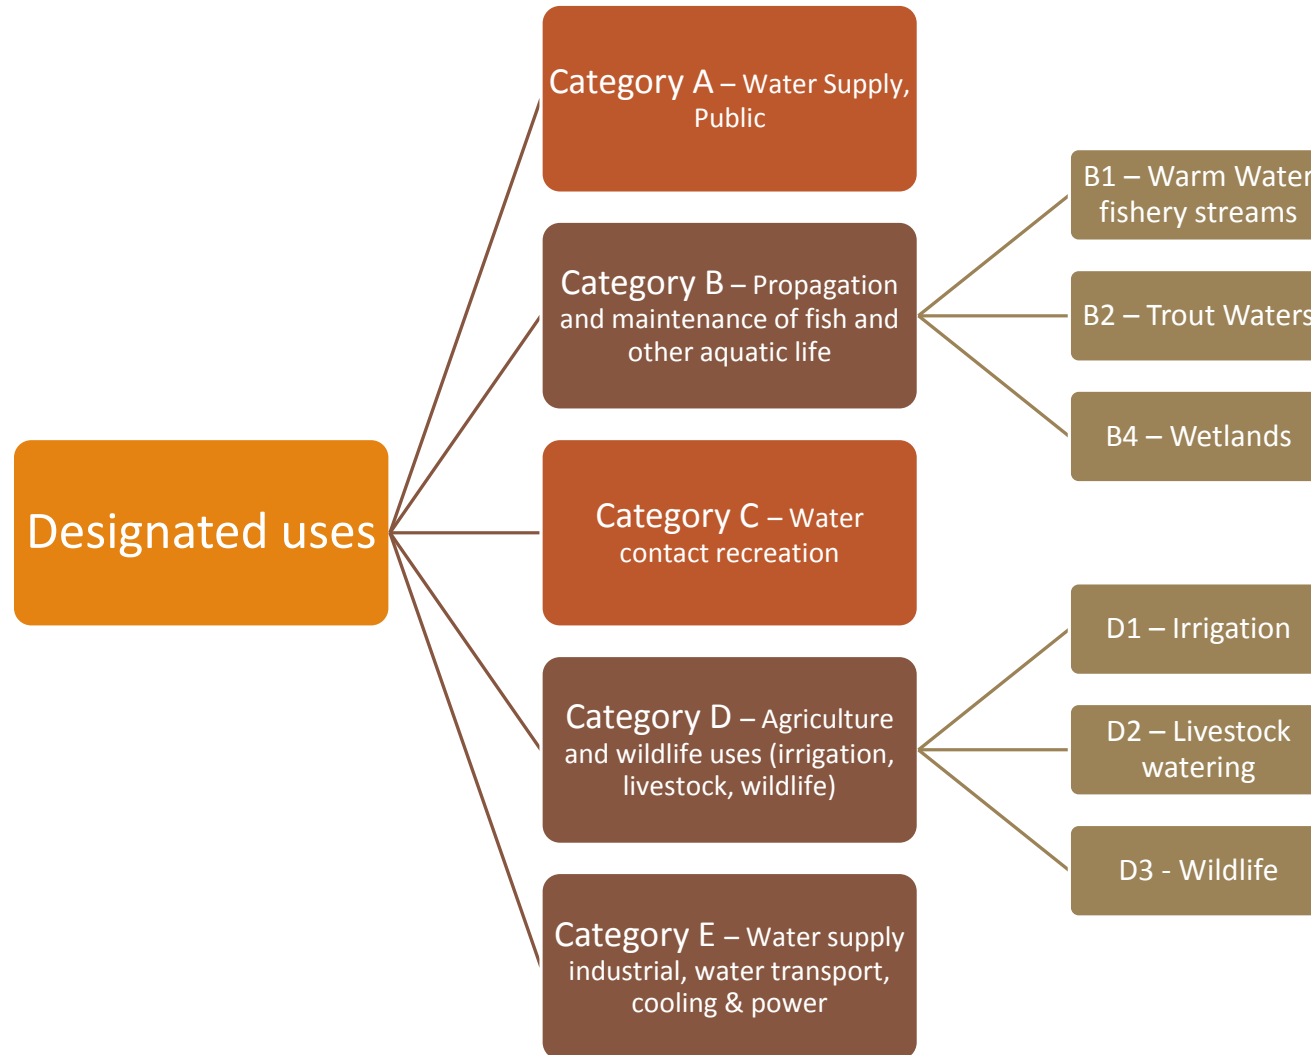 Designated uses
Category A – Water Supply,
Public
Category B – Propagation
and maintenance of fish and
other aquatic life
B1 – Warm Water
fishery streams
B2 – Trout Waters
B4 – Wetlands
Category C – Water
contact recreation
Category D – Agriculture
and wildlife uses (irrigation,
livestock, wildlife)
D1 – Irrigation
D2 – Livestock
watering
D3 - Wildlife
Category E – Water supply
industrial, water transport,
cooling & power